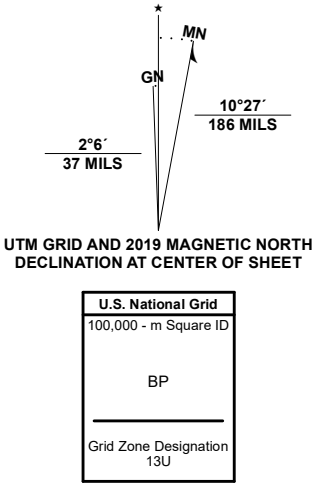 ★
MN
GN
10°27´
186 MILS
2°6´
37 MILS
UTM GRID AND 2019 MAGNETIC NORTH
DECLINATION AT CENTER OF SHEET
U.S. National Grid
100,000 - m Square ID
BP
Grid Zone Designation
13U